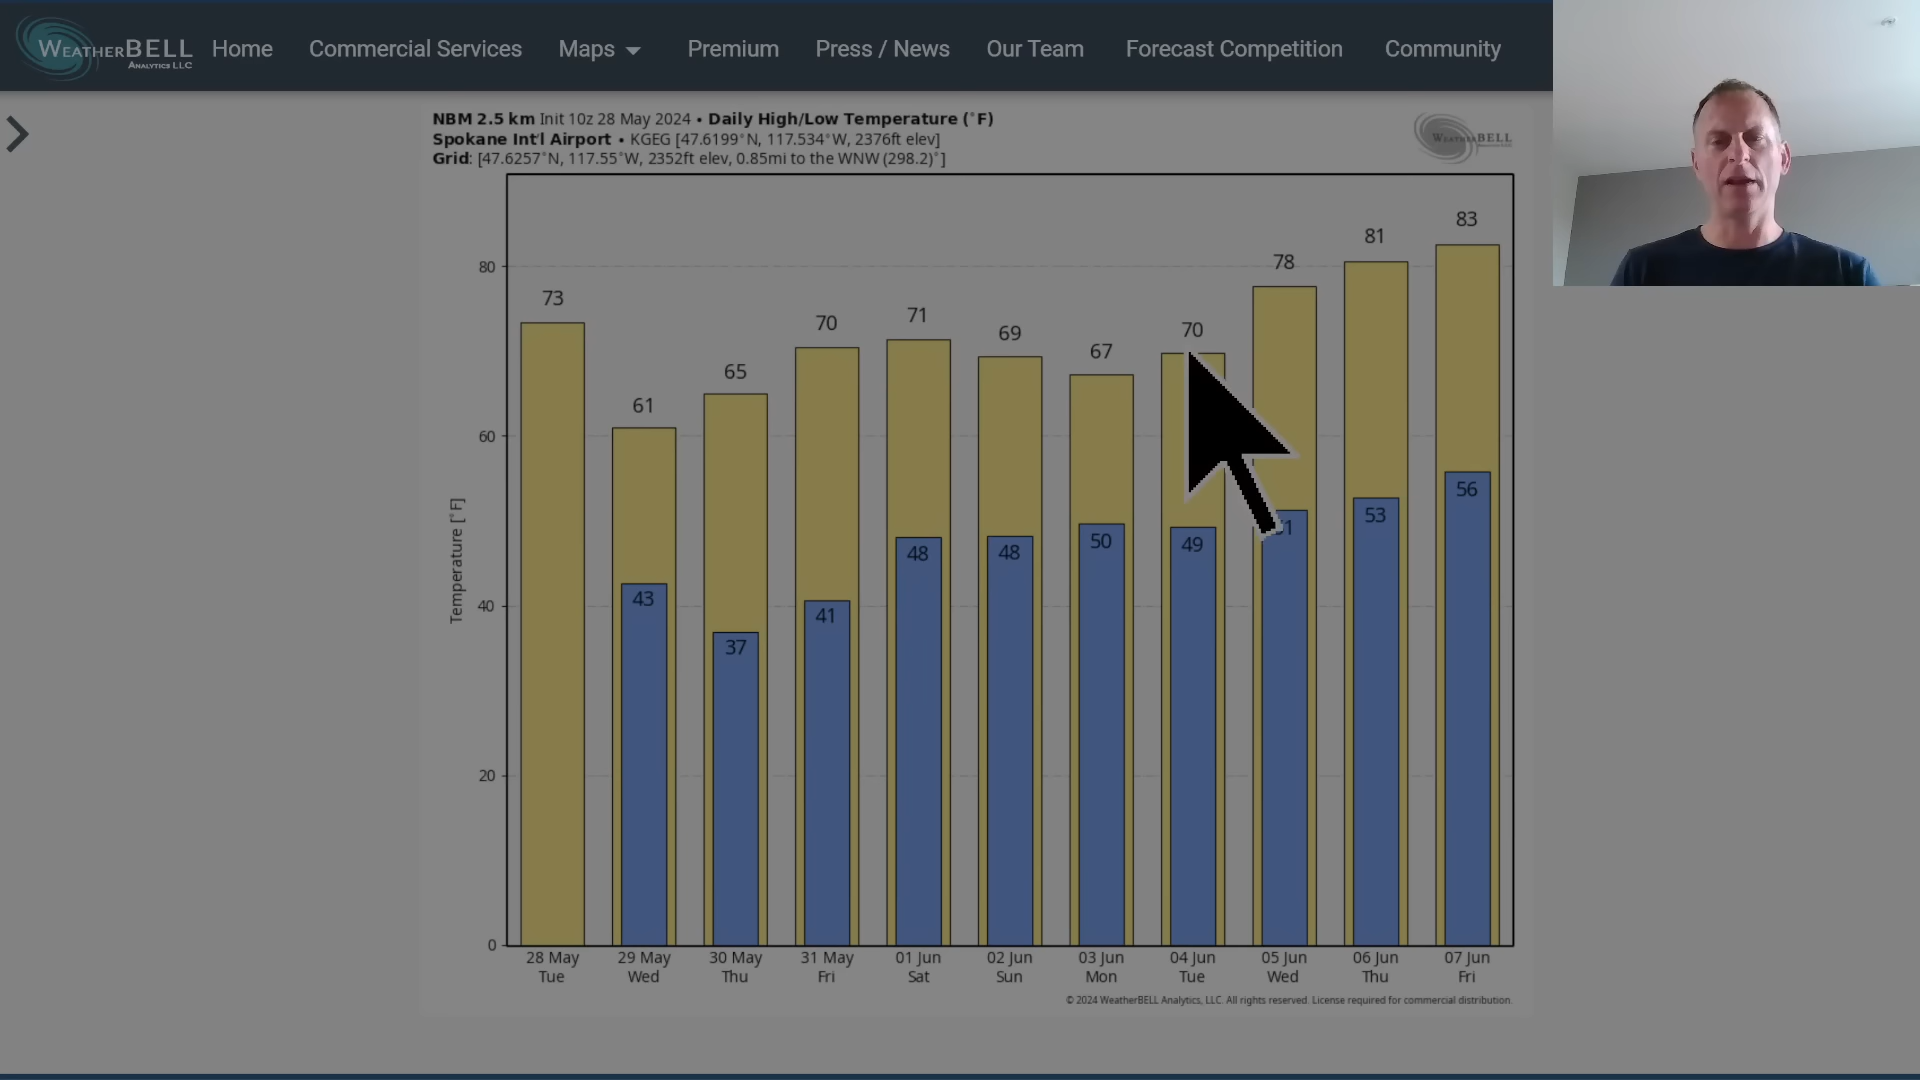 WEATHERBELL
ANALYTICS LLC
Home
Commercial Services
Maps
Premium
Press / News
Our Team
Forecast Competition
Community
NBM 2.5 km Init 10z 28 May 2024 • Daily High/Low Temperature (°F)
Spokane Int'l Airport • KGEG [47.6199°N, 117.534°W, 2376ft elev]
Grid: [47.6257°N, 117.55°W, 2352ft elev, 0.85mi to the WNW (298.2)°]
WEATHERBELL
73
61
65
70
71
69
67
70
78
81
83
43
37
41
48
48
50
49
53
56
80
60
40
20
0
Temperature [°F]
28 May
Tue
29 May
Wed
30 May
Thu
31 May
Fri
01 Jun
Sat
02 Jun
Sun
03 Jun
Mon
04 Jun
Tue
05 Jun
Wed
06 Jun
Thu
07 Jun
Fri
© 2024 WeatherBELL Analytics, LLC. All rights reserved. License required for commercial distribution.